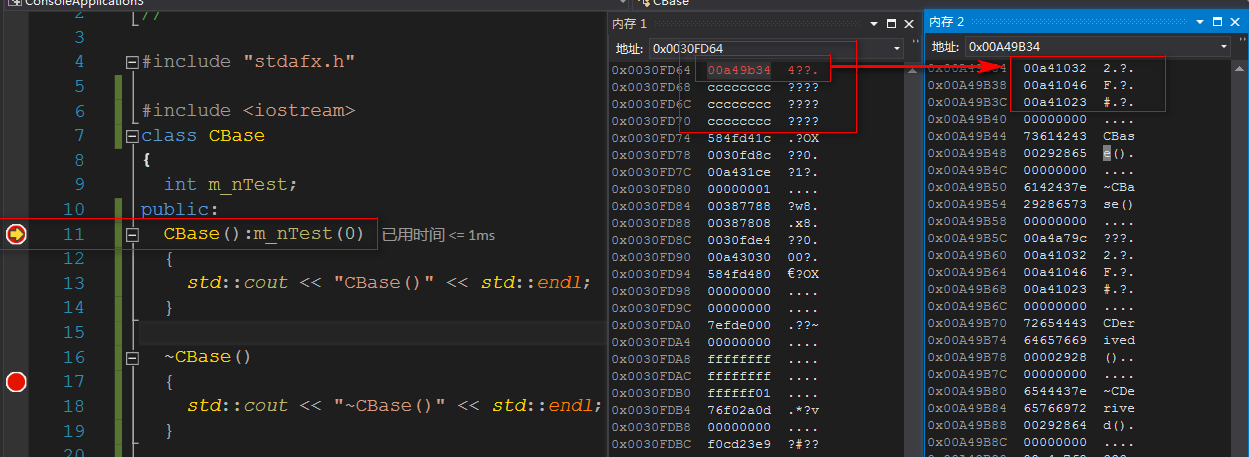 ConsoleApplication3
CBase
2 //
3
4 #include "stdafx.h"
5
6 #include <iostream>
7 class CBase
8 {
9 int m_nTest;
10 public:
11 CBase():m_nTest(0) 已用时间 <= 1ms
12 {
13 std::cout << "CBase()" << std::endl;
14 }
15
16 ~CBase()
17 {
18 std::cout << "~CBase()" << std::endl;
19 }
20
内存 1
地址: 0x0030FD64
0x0030FD64 00a49b34 4??.
0x0030FD68 cccccccc ????
0x0030FD6C cccccccc ????
0x0030FD70 cccccccc ????
0x0030FD74 584fd41c .?OX
0x0030FD78 0030fd8c ??0.
0x0030FD7C 00a431ce ?1?.
0x0030FD80 00000001 ....
0x0030FD84 00387788 ?w8.
0x0030FD88 00387808 .x8.
0x0030FD8C 0030fde4 ??0.
0x0030FD90 00a43030 00?.
0x0030FD94 584fd480 €?OX
0x0030FD98 00000000 ....
0x0030FD9C 00000000 ....
0x0030FDA0 7efde000 .??~
0x0030FDA4 00000000 ....
0x0030FDA8 ffffffff ....
0x0030FDAC ffffffff ....
0x0030FDB0 ffffff01 ....
0x0030FDB4 76f02a0d .*?v
0x0030FDB8 00000000 ....
0x0030FDBC f0cd23e9 ?#??
内存 2
地址: 0x00A49B34
00a41032 2.?.
0x00A49B38 00a41046 F.?.
0x00A49B3C 00a41023 #.?.
0x00A49B40 00000000 ....
0x00A49B44 73614243 CBas
0x00A49B48 00292865 e().
0x00A49B4C 00000000 ....
0x00A49B50 6142437e ~CBa
0x00A49B54 29286573 se()
0x00A49B58 00000000 ....
0x00A49B5C 00a4a79c ???.
0x00A49B60 00a41032 2.?.
0x00A49B64 00a41046 F.?.
0x00A49B68 00a41023 #.?.
0x00A49B6C 00000000 ....
0x00A49B70 72654443 CDer
0x00A49B74 64657669 ived
0x00A49B78 00002928 ()..
0x00A49B7C 00000000 ....
0x00A49B80 6544437e ~CDe
0x00A49B84 65766972 rive
0x00A49B88 00292864 d().
0x00A49B8C 00000000 ....